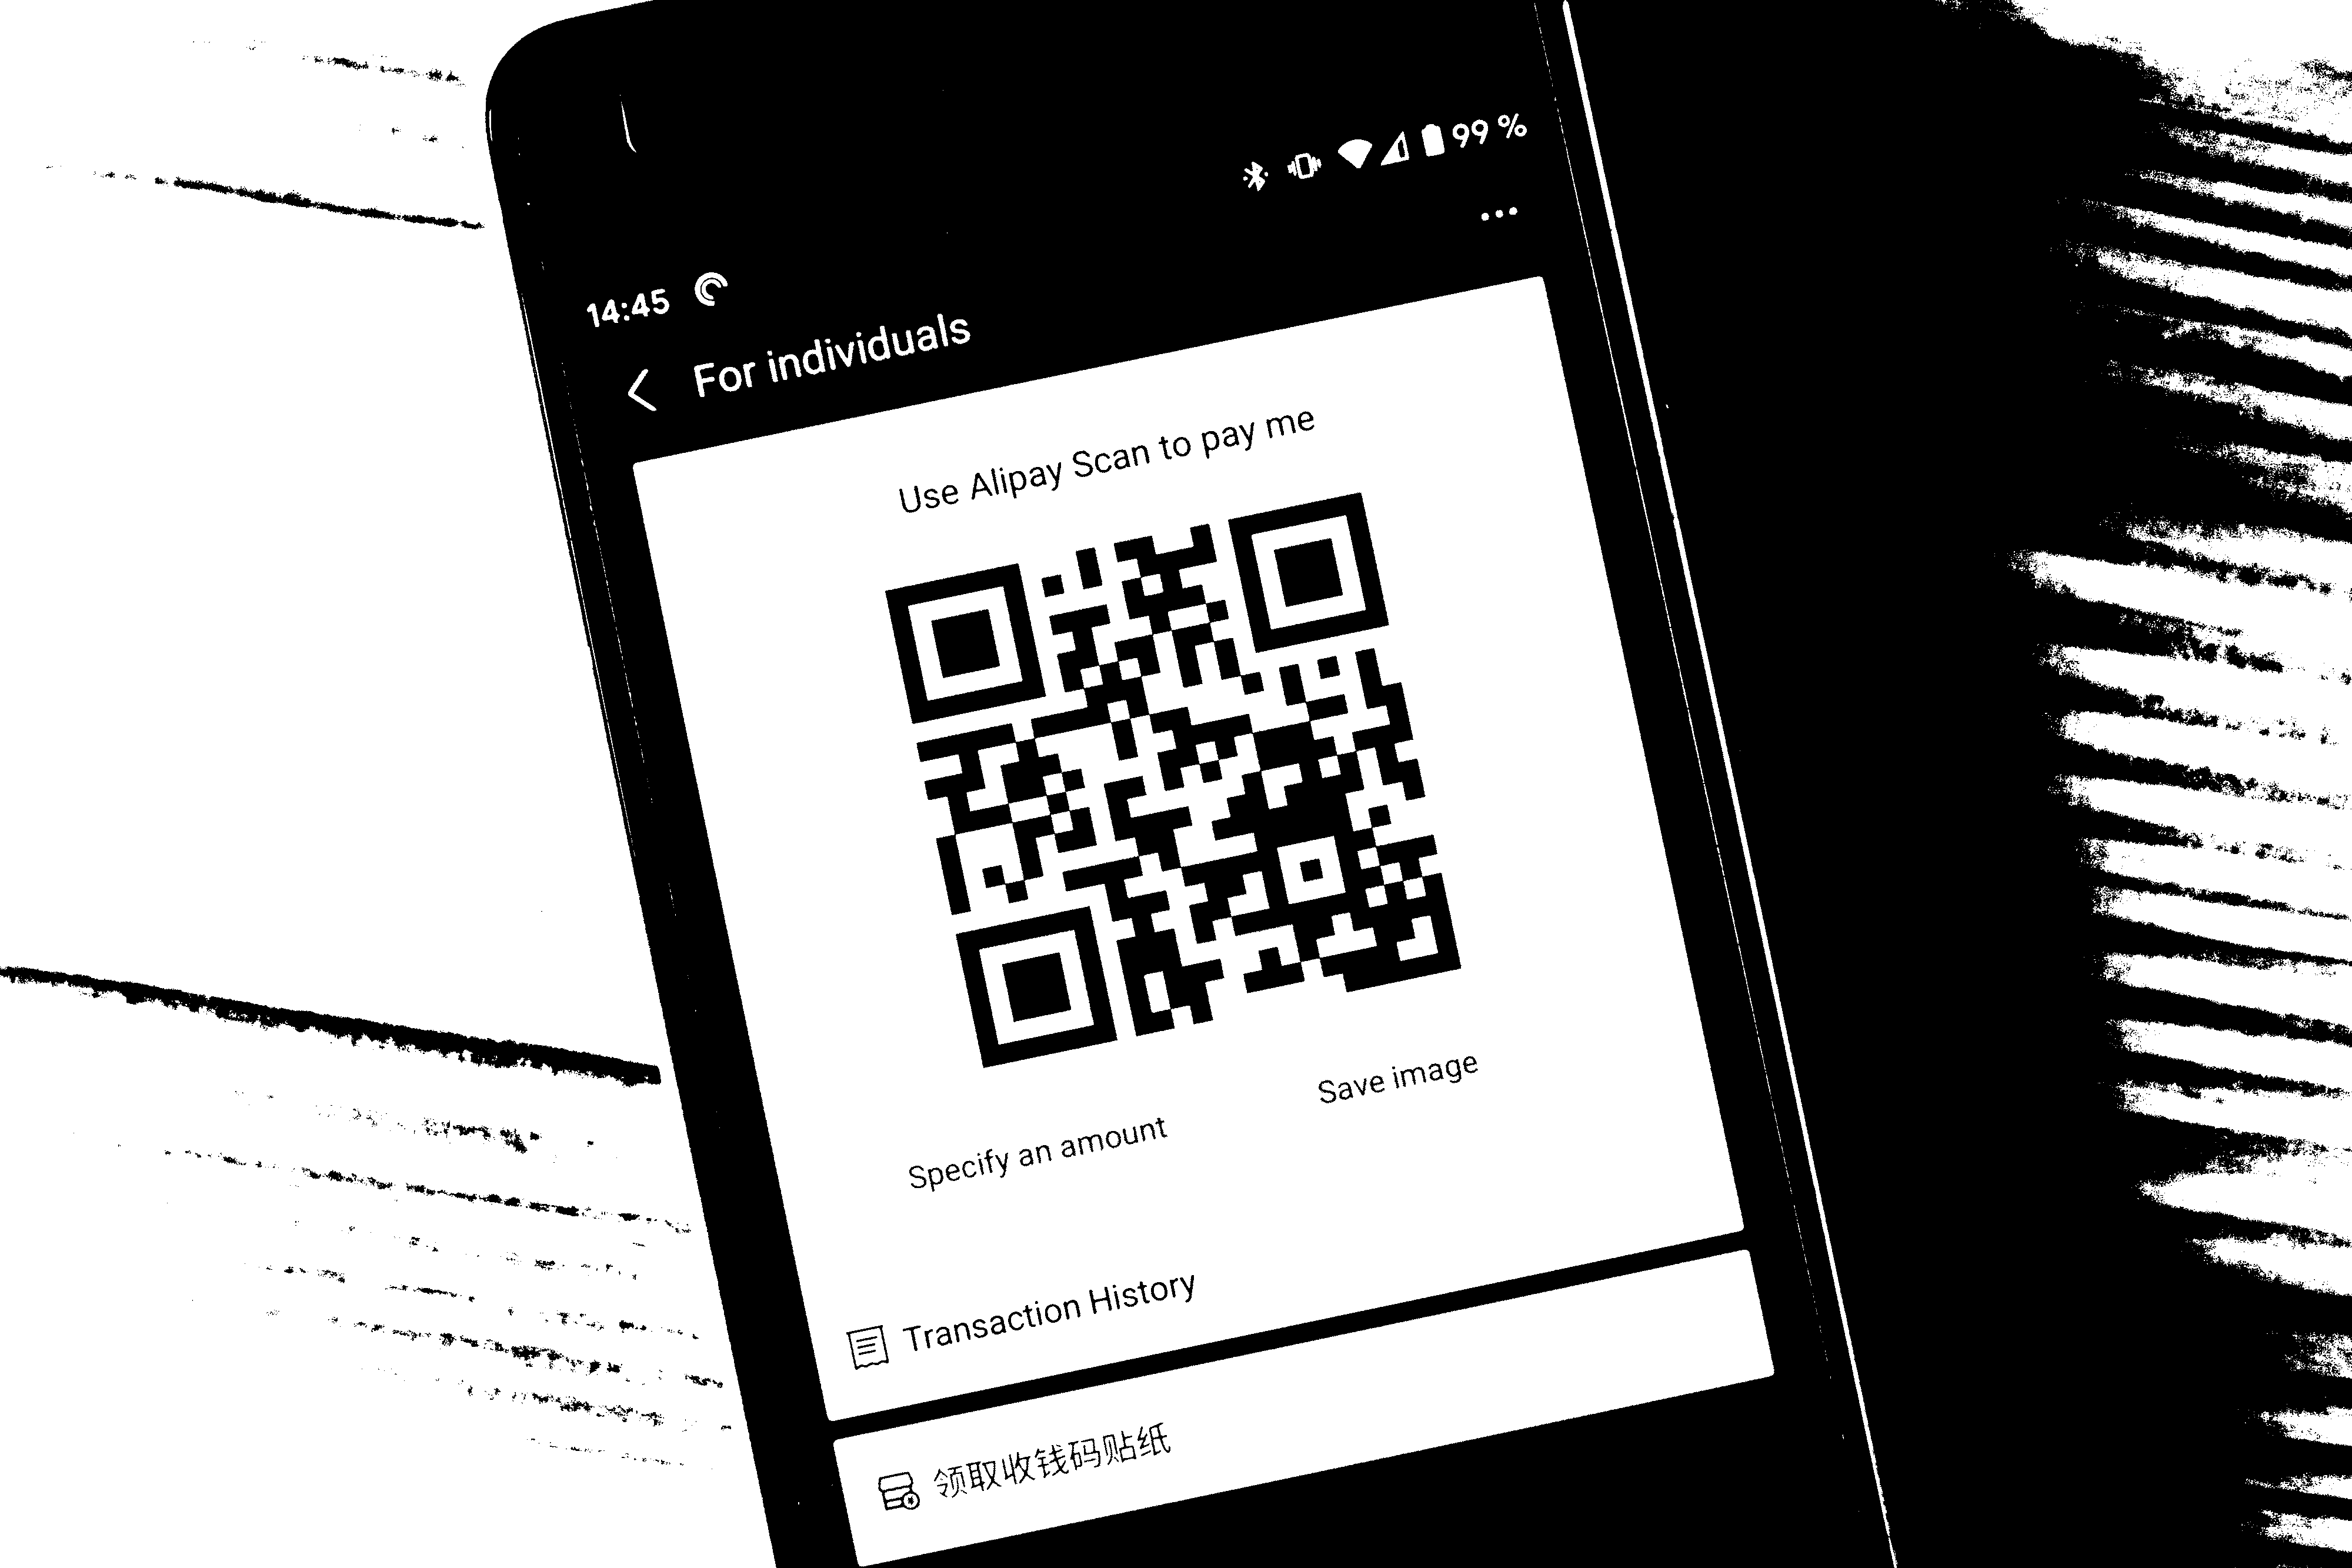 99 %
14:45
For individuals
Use Alipay Scan to pay me
Save image
Specify an amount
Transaction History
领取收钱码贴纸